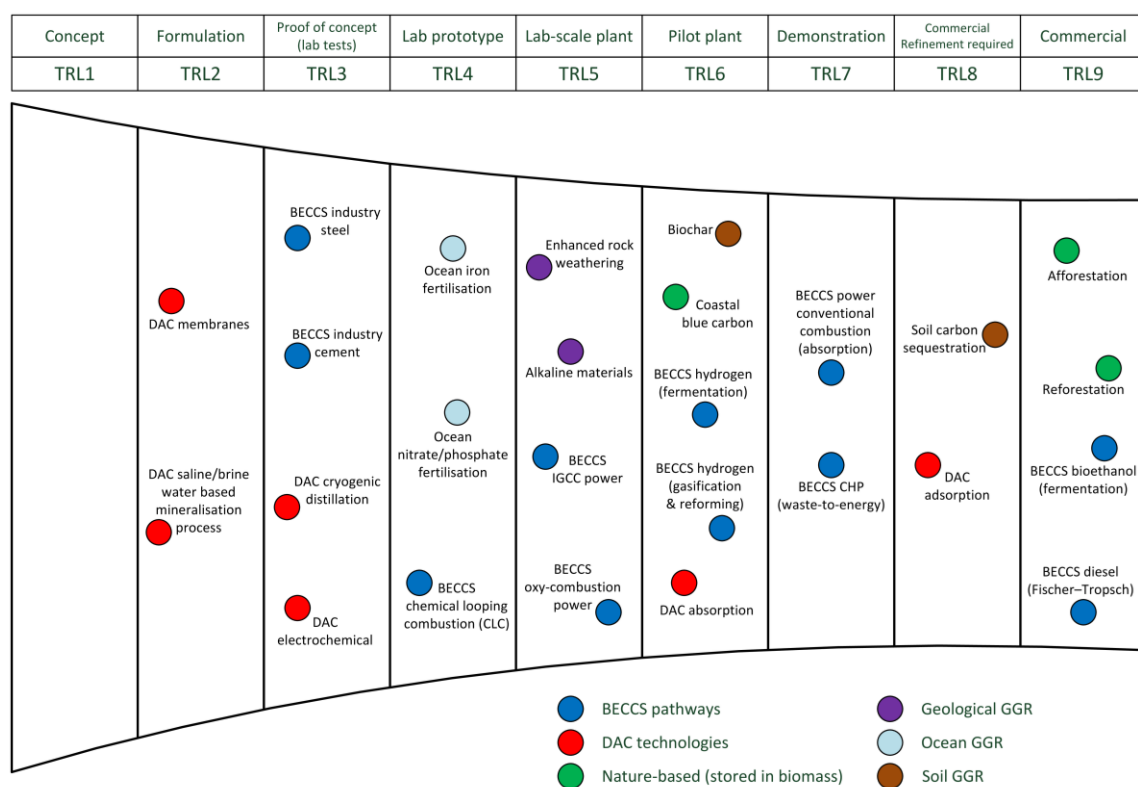 Concept
Formulation
Proof of concept
(lab tests)
Lab prototype
Lab-scale plant
Pilot plant
Demonstration
Commercial
Refinement required
Commercial
TRL1
TRL2
TRL3
TRL4
TRL5
TRL6
TRL7
TRL8
TRL9
DAC membranes
DAC saline/brine
water based
mineralisation
process
BECCS industry
steel
BECCS industry
cement
DAC cryogenic
distillation
DAC
electrochemical
Ocean iron
fertilisation
Ocean
nitrate/phosphate
fertilisation
BECCS
chemical looping
combustion (CLC)
Enhanced rock
weathering
Alkaline materials
BECCS
IGCC power
BECCS
oxy-combustion
power
Biochar
Coastal
blue carbon
BECCS hydrogen
(fermentation)
BECCS hydrogen
(gasification
& reforming)
DAC absorption
BECCS power
conventional
combustion
(absorption)
BECCS CHP
(waste-to-energy)
Soil carbon
sequestration
DAC
adsorption
Afforestation
Reforestation
BECCS bioethanol
(fermentation)
BECCS diesel
(Fischer–Tropsch)
BECCS pathways
DAC technologies
Nature-based (stored in biomass)
Geological GGR
Ocean GGR
Soil GGR